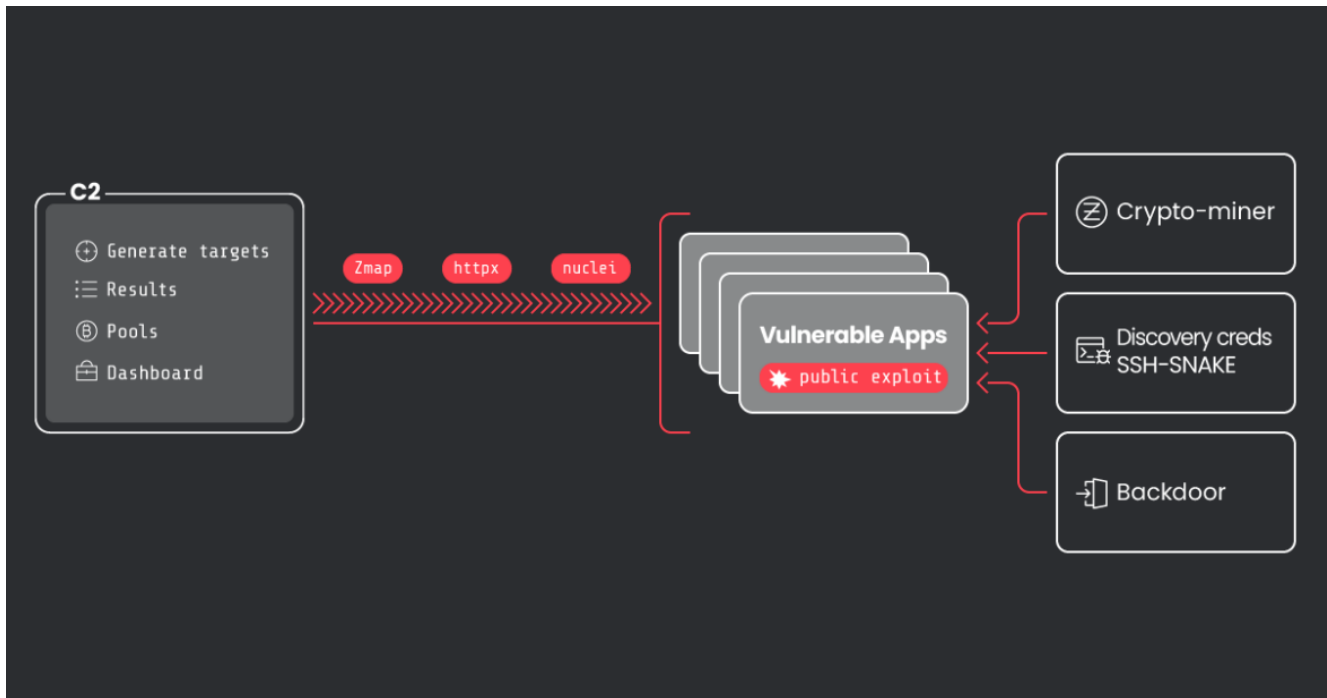 C2
Generate targets
Results
Pools
Dashboard
Zmap
httpx
nuclei
Vulnerable Apps
public exploit
Crypto-miner
Discovery creds
SSH-SNAKE
Backdoor